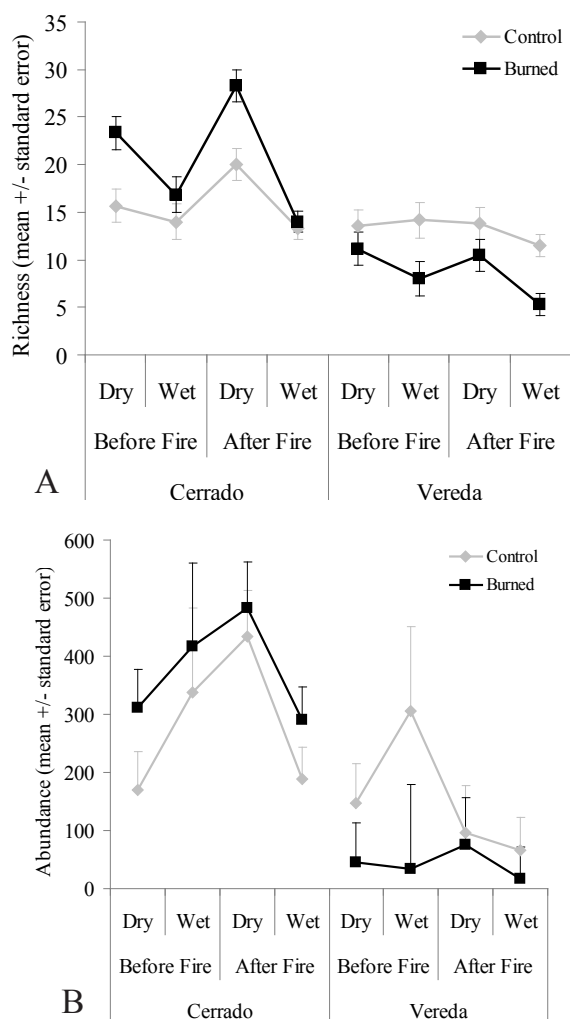 35
30
25
20
15
10
5
0
Richness (mean +/- standard error)
Control
Burned
Dry Wet Dry Wet Dry Wet Dry Wet
Before Fire After Fire Before Fire After Fire
Cerrado Vereda
A
600
500
400
300
200
100
0
Abundance (mean +/- standard error)
Control
Burned
Dry Wet Dry Wet Dry Wet Dry Wet
Before Fire After Fire Before Fire After Fire
Cerrado Vereda
B